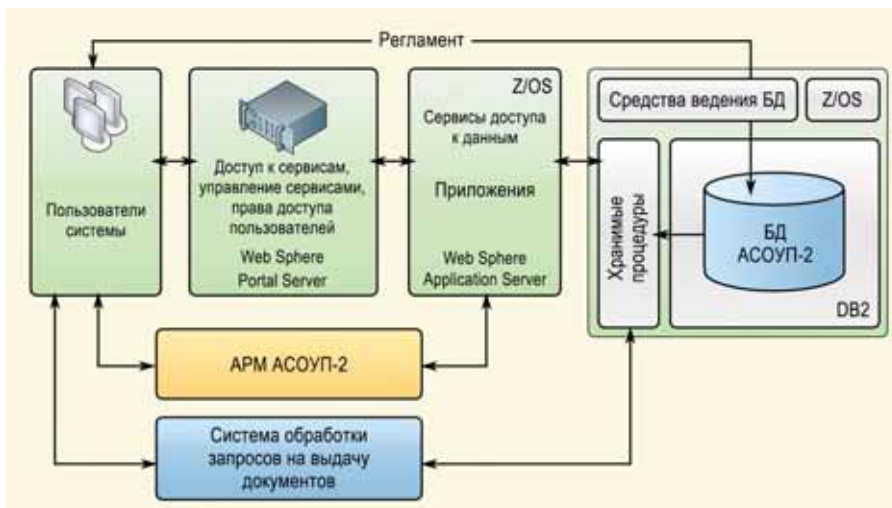 Регламент
Пользователи
системы
Доступ к сервисам,
управление сервисами,
права доступа
пользователей
Web Sphere
Portal Server
Z/OS
Сервисы доступа
к данным
Приложения
Web Sphere
Application Server
Средства ведения БД
Z/OS
Хранимые
процедуры
БД
АСОУП-2
DB2
АРМ АСОУП-2
Система обработки
запросов на выдачу
документов